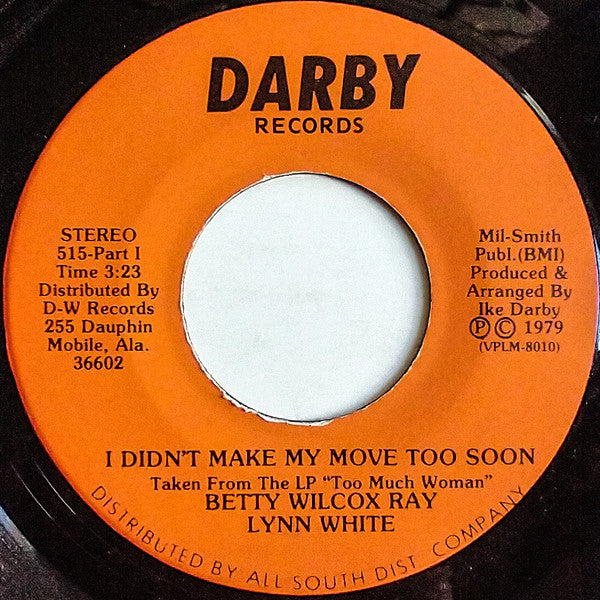 DARBY
RECORDS
STEREO
515-Part I
Time 3:23
Distributed By
D-W Records
255 Dauphin
Mobile, Ala.
36602
Mil-Smith
Publ.(BMI)
Produced &
Arranged By
Ike Darby
Ⓟ © 1979
(VPLM-8010)
I DIDN'T MAKE MY MOVE TOO SOON
Taken From The LP "Too Much Woman"
BETTY WILCOX RAY
LYNN WHITE
DISTRIBUTED BY ALL SOUTH DIST. COMPANY